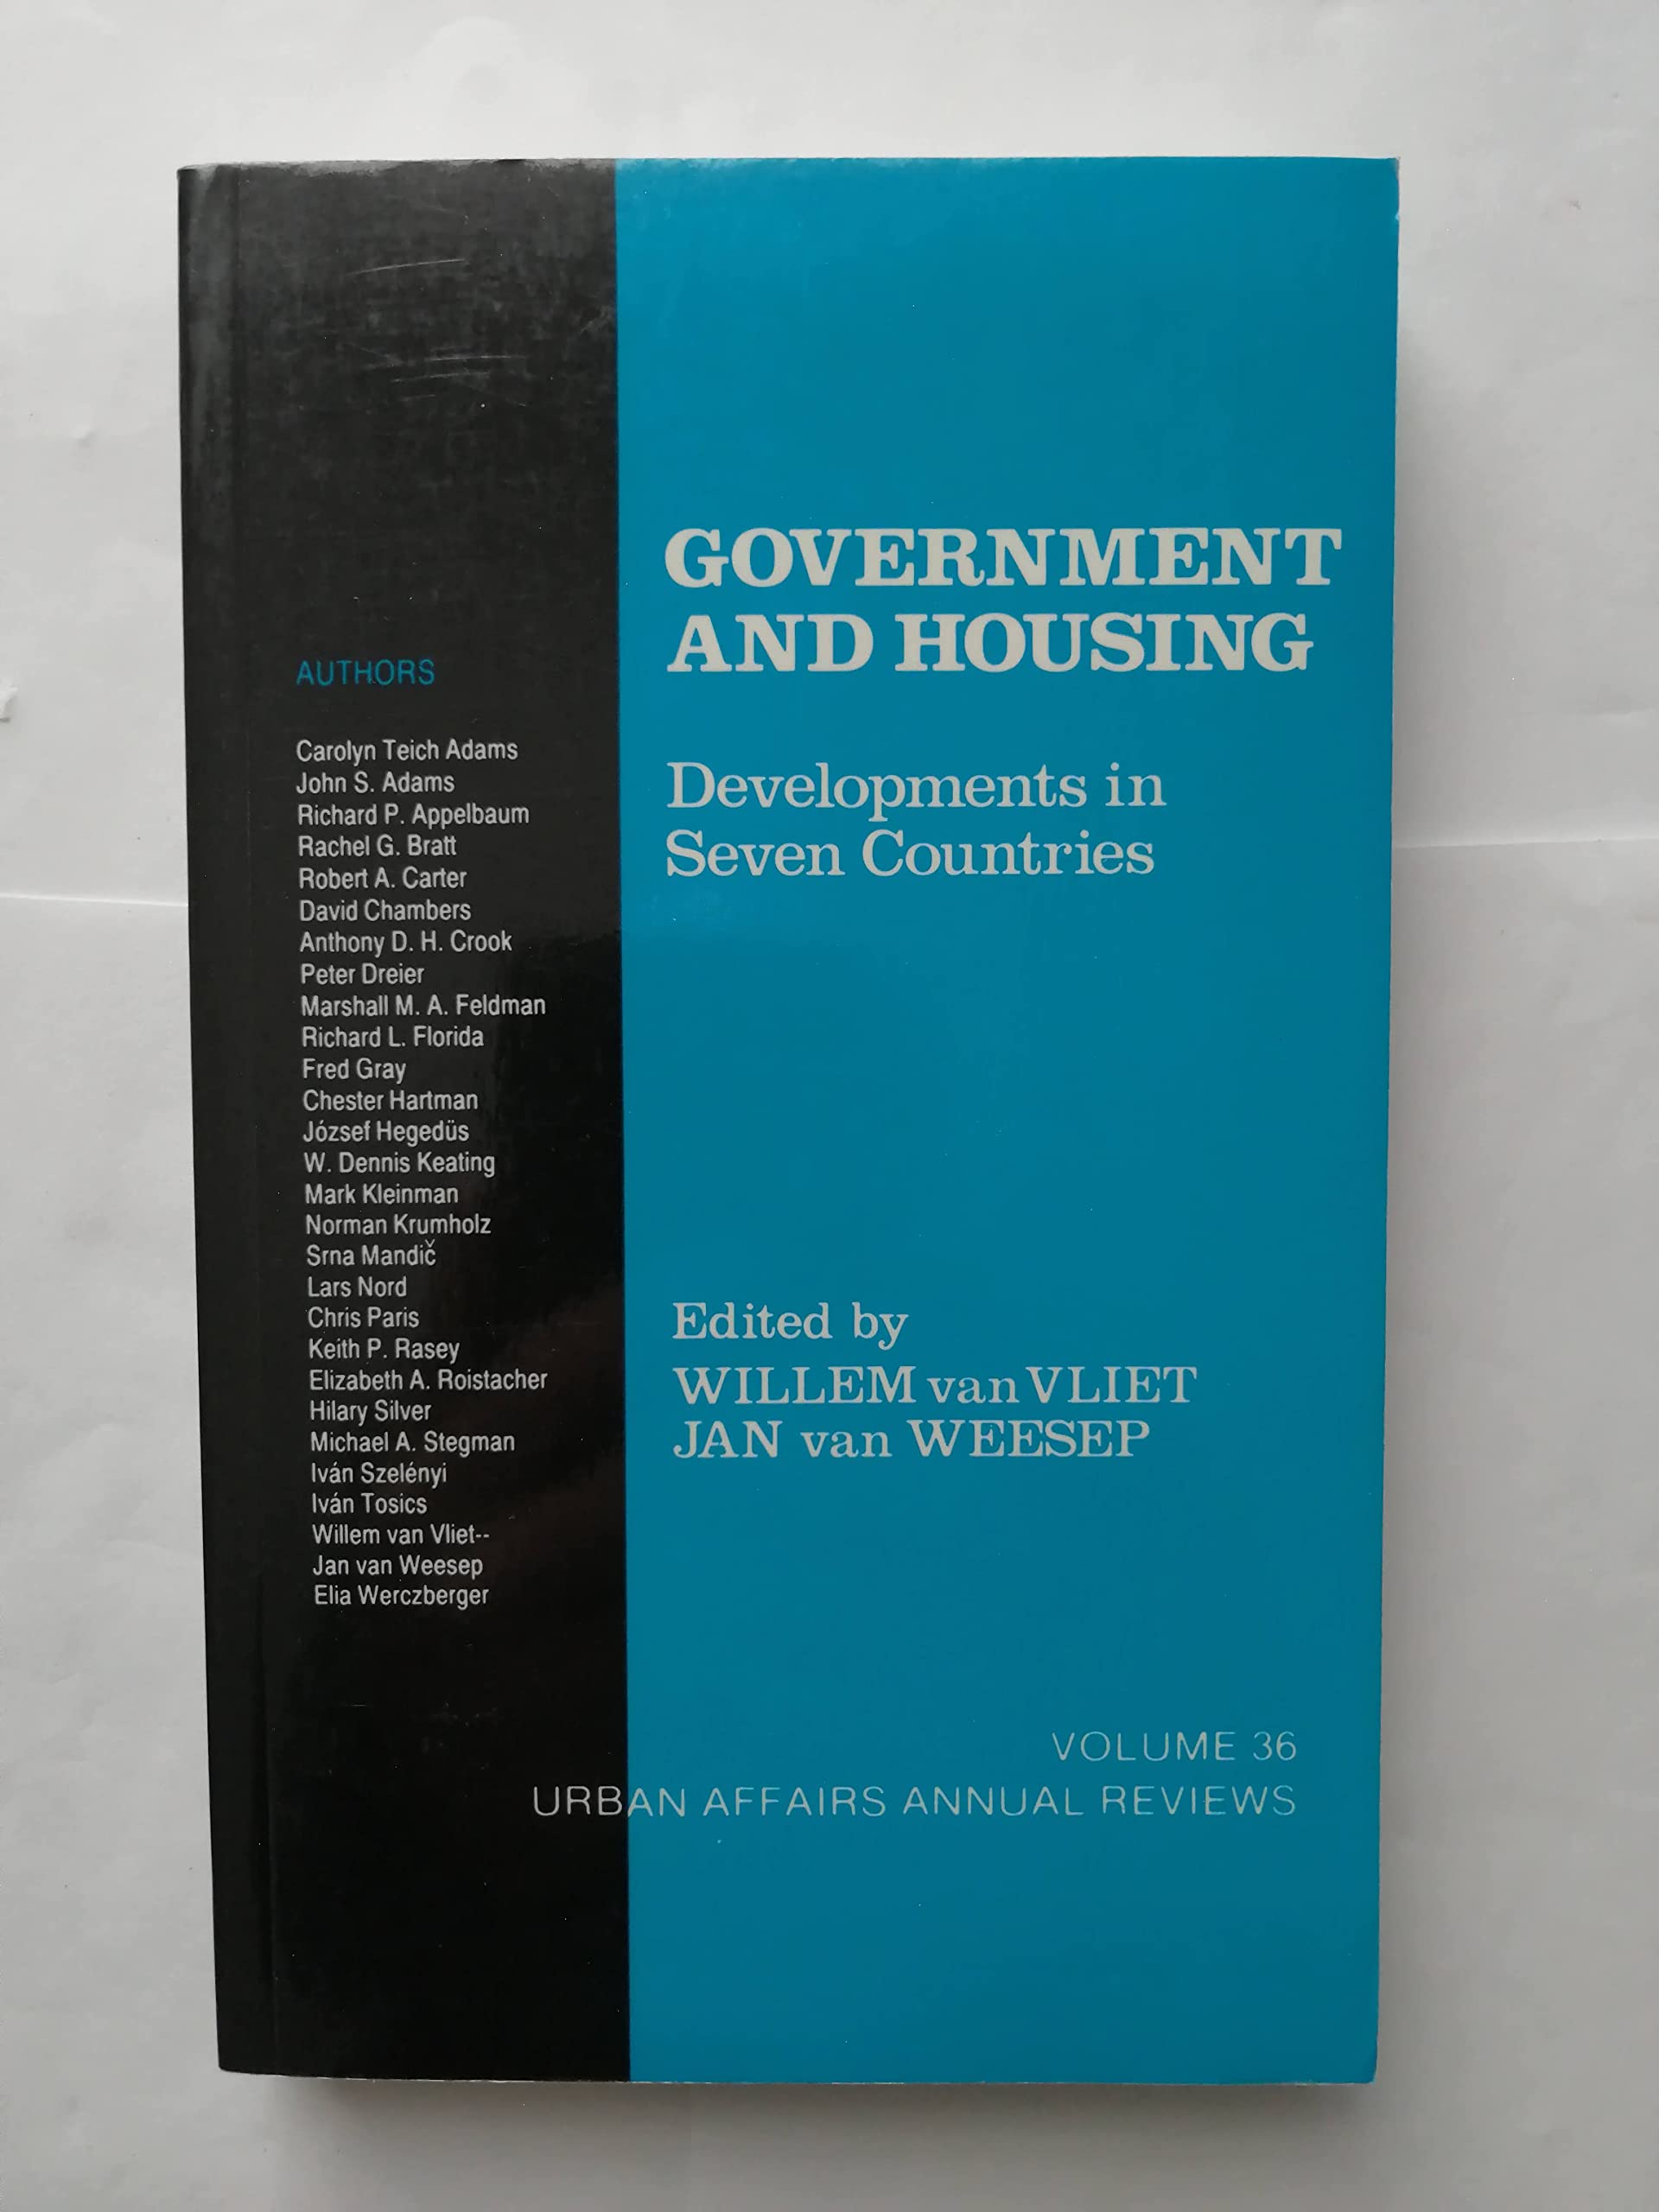 GOVERNMENT
AND HOUSING
Developments in
Seven Countries
AUTHORS
Carolyn Teich Adams
John S. Adams
Richard P. Appelbaum
Rachel G. Bratt
Robert A. Carter
David Chambers
Anthony D. H. Crook
Peter Dreier
Marshall M. A. Feldman
Richard L. Florida
Fred Gray
Chester Hartman
József Hegedüs
W. Dennis Keating
Mark Kleinman
Norman Krumholz
Srna Mandič
Lars Nord
Chris Paris
Keith P. Rasey
Elizabeth A. Roistacher
Hilary Silver
Michael A. Stegman
Iván Szelényi
Iván Tosics
Willem van Vliet--
Jan van Weesep
Elia Werczberger
Edited by
WILLEM van VLIET
JAN van WEESEP
VOLUME 36
URBAN AFFAIRS ANNUAL REVIEWS